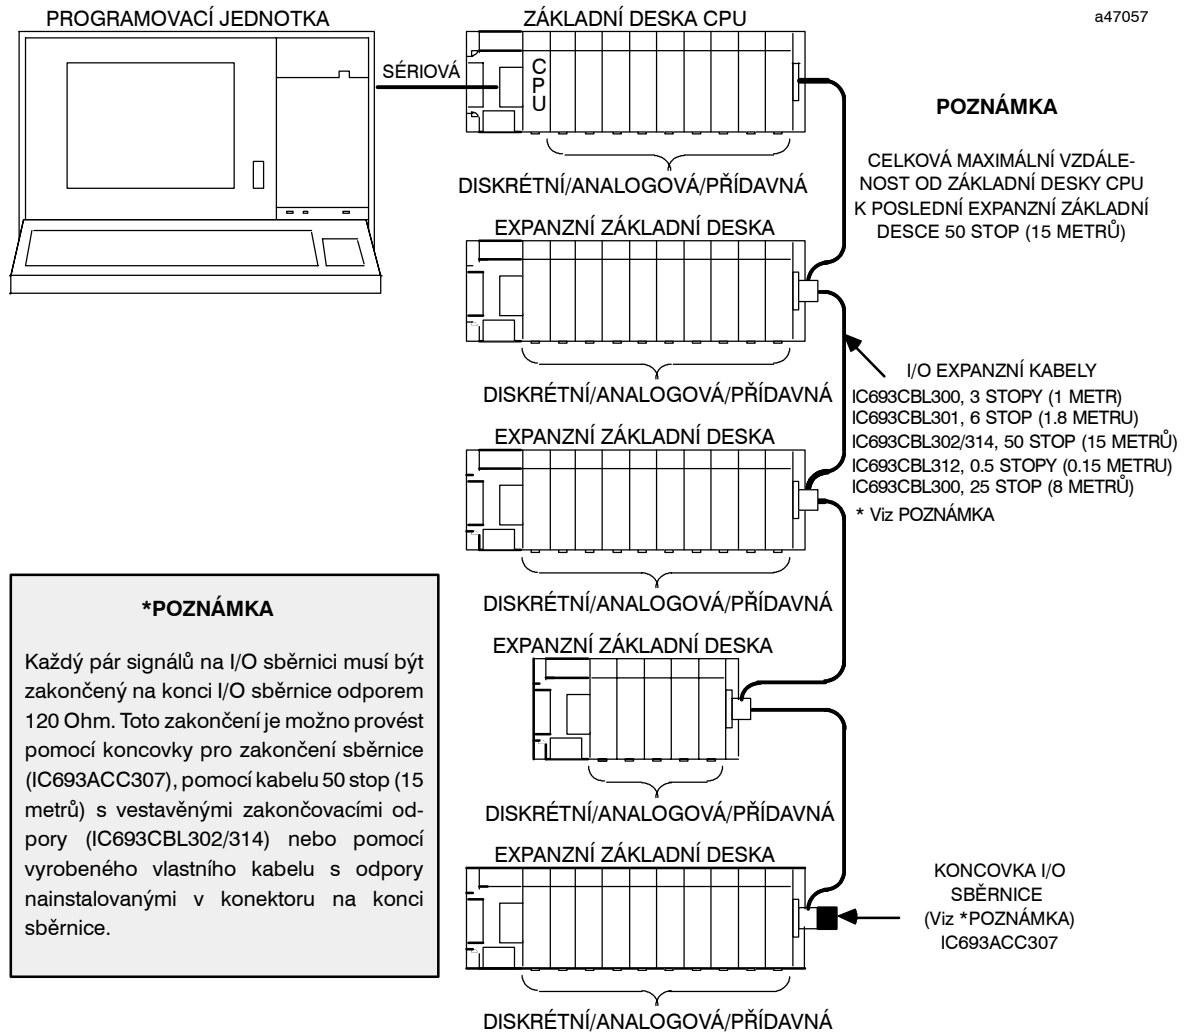 PROGRAMOVACÍ JEDNOTKA
ZÁKLADNÍ DESKA CPU
a47057
SÉRIOVÁ
C
P
U
DISKRÉTNÍ/ANALOGOVÁ/PŘÍDAVNÁ
POZNÁMKA
CELKOVÁ MAXIMÁLNÍ VZDÁLE-
NOST OD ZÁKLADNÍ DESKY CPU
K POSLEDNÍ EXPANZNÍ ZÁKLADNÍ
DESCE 50 STOP (15 METRŮ)
EXPANZNÍ ZÁKLADNÍ DESKA
DISKRÉTNÍ/ANALOGOVÁ/PŘÍDAVNÁ
I/O EXPANZNÍ KABELY
IC693CBL300, 3 STOPY (1 METR)
IC693CBL301, 6 STOP (1.8 METRU)
IC693CBL302/314, 50 STOP (15 METRŮ)
IC693CBL312, 0.5 STOPY (0.15 METRU)
IC693CBL300, 25 STOP (8 METRŮ)
* Viz POZNÁMKA
EXPANZNÍ ZÁKLADNÍ DESKA
DISKRÉTNÍ/ANALOGOVÁ/PŘÍDAVNÁ
*POZNÁMKA
Každý pár signálů na I/O sběrnici musí být
zakončený na konci I/O sběrnice odporem
120 Ohm. Toto zakončení je možno provést
pomocí koncovky pro zakončení sběrnice
(IC693ACC307), pomocí kabelu 50 stop (15
metrů) s vestavěnými zakončovacími od-
pory (IC693CBL302/314) nebo pomocí
vyrobeného vlastního kabelu s odpory
nainstalovanými v konektoru na konci
sběrnice.
EXPANZNÍ ZÁKLADNÍ DESKA
DISKRÉTNÍ/ANALOGOVÁ/PŘÍDAVNÁ
EXPANZNÍ ZÁKLADNÍ DESKA
KONCOVKA I/O
SBĚRNICE
(Viz *POZNÁMKA)
IC693ACC307
DISKRÉTNÍ/ANALOGOVÁ/PŘÍDAVNÁ